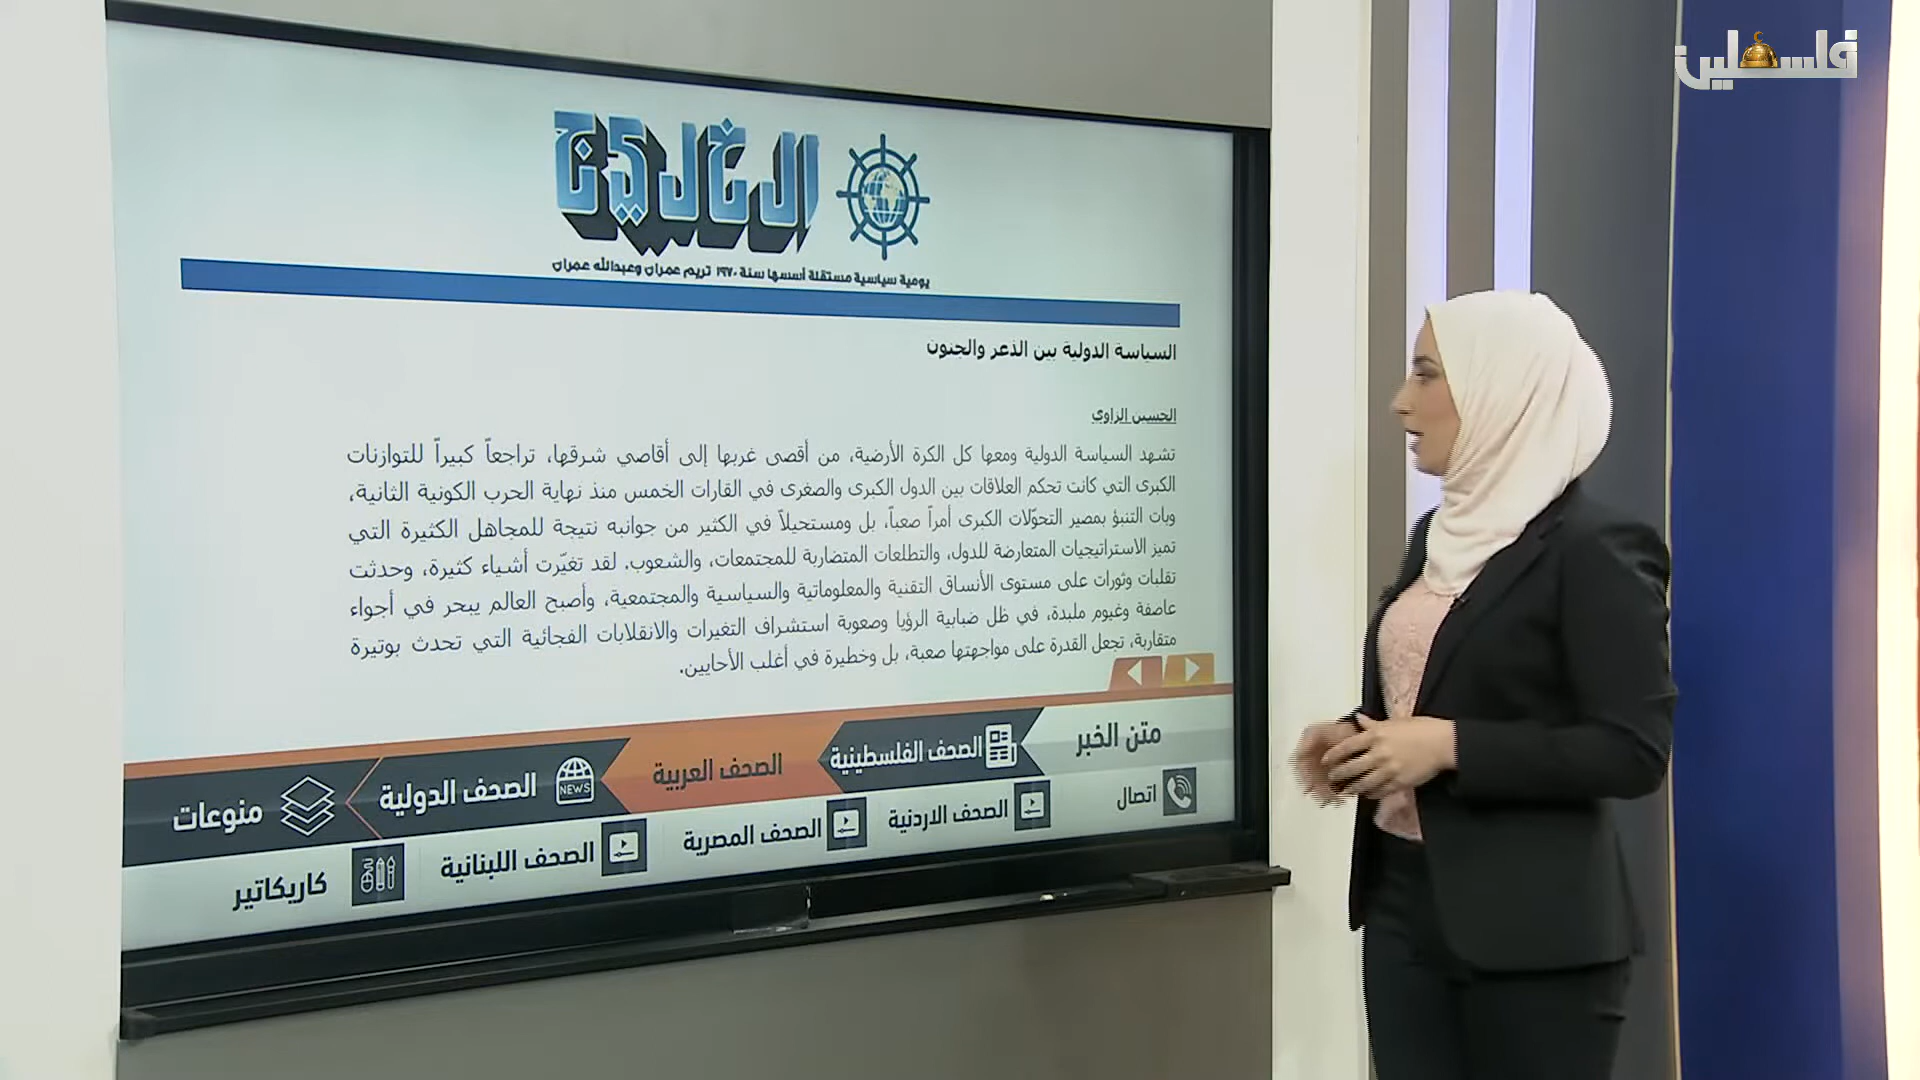 فلسطين
الخليج
يومية سياسية مستقلة أسسها سنة ١٩٧٠ تريم عمران وعبدالله عمران
السياسة الدولية بين الذعر والجنون
الحسين الزاوي
تشهد السياسة الدولية ومعها كل الكرة الأرضية، من أقصى غربها إلى أقاصي شرقها، تراجعاً كبيراً للتوازنات
الكبرى التي كانت تحكم العلاقات بين الدول الكبرى والصغرى في القارات الخمس منذ نهاية الحرب الكونية الثانية،
وبات التنبؤ بمصير التحوّلات الكبرى أمراً صعباً، بل ومستحيلاً في الكثير من جوانبه نتيجة للمجاهل الكثيرة التي
تميز الاستراتيجيات المتعارضة للدول، والتطلعات المتضاربة للمجتمعات، والشعوب. لقد تغيّرت أشياء كثيرة، وحدثت
تقلبات وثورات على مستوى الأنساق التقنية والمعلوماتية والسياسية والمجتمعية، وأصبح العالم يبحر في أجواء
عاصفة وغيوم ملبدة، في ظل ضبابية الرؤيا وصعوبة استشراف التغيرات والانقلابات الفجائية التي تحدث بوتيرة
متقاربة، تجعل القدرة على مواجهتها صعبة، بل وخطيرة في أغلب الأحايين.
متن الخبر
الصحف الفلسطينية
الصحف العربية
NEWS
الصحف الدولية
منوعات
اتصال
الصحف الاردنية
الصحف المصرية
الصحف اللبنانية
كاريكاتير